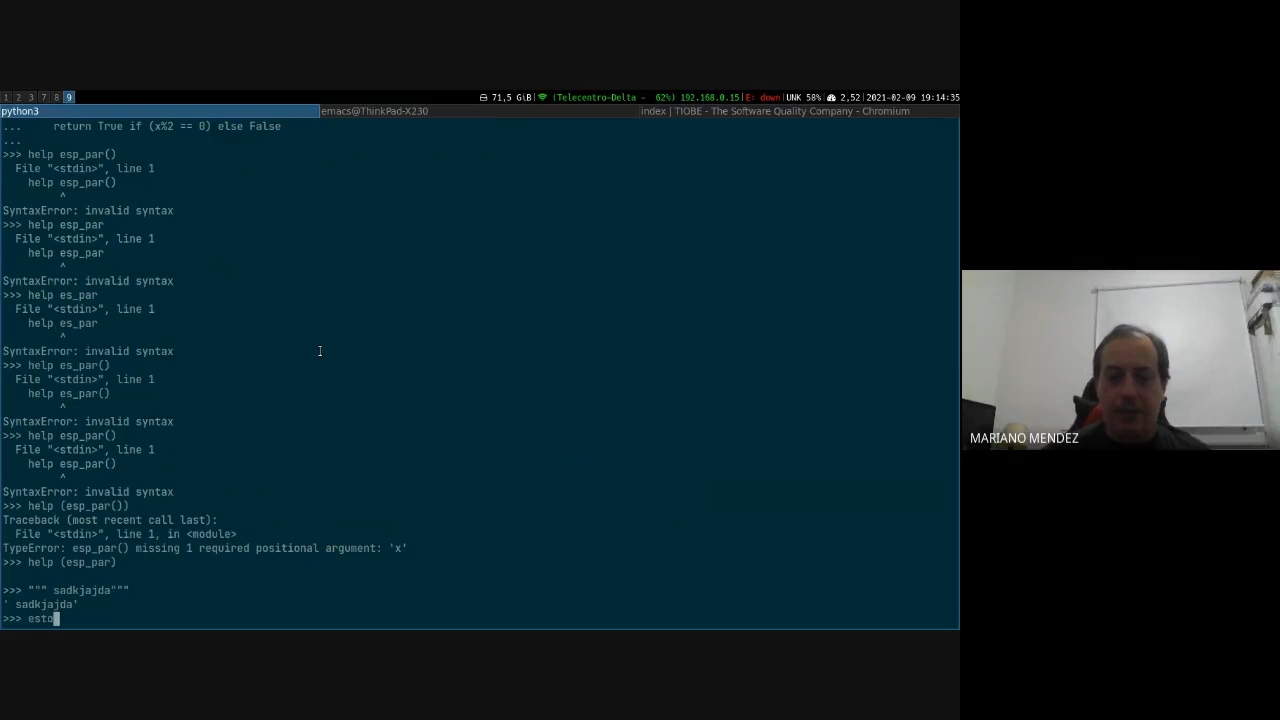 1 2 3 7 8 9
71,5 GiB| (Telecentro-Delta - 62%) 192.168.0.15|E: down|UNK 58%| 2,52|2021-02-09 19:14:35
python3
emacs@ThinkPad-X230
index | TIOBE - The Software Quality Company - Chromium
...     return True if (x%2 == 0) else False
...
>>> help esp_par()
  File "<stdin>", line 1
    help esp_par()
         ^
SyntaxError: invalid syntax
>>> help esp_par
  File "<stdin>", line 1
    help esp_par
         ^
SyntaxError: invalid syntax
>>> help es_par
  File "<stdin>", line 1
    help es_par
         ^
SyntaxError: invalid syntax
>>> help es_par()
  File "<stdin>", line 1
    help es_par()
         ^
SyntaxError: invalid syntax
>>> help esp_par()
  File "<stdin>", line 1
    help esp_par()
         ^
SyntaxError: invalid syntax
>>> help (esp_par())
Traceback (most recent call last):
  File "<stdin>", line 1, in <module>
TypeError: esp_par() missing 1 required positional argument: 'x'
>>> help (esp_par)
>>> """ sadkjajda"""
' sadkjajda'
>>> esto
MARIANO MENDEZ